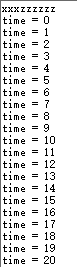 xxxzzzzzz
time = 0
time = 1
time = 2
time = 3
time = 4
time = 5
time = 6
time = 7
time = 8
time = 9
time = 10
time = 11
time = 12
time = 13
time = 14
time = 15
time = 16
time = 17
time = 18
time = 19
time = 20